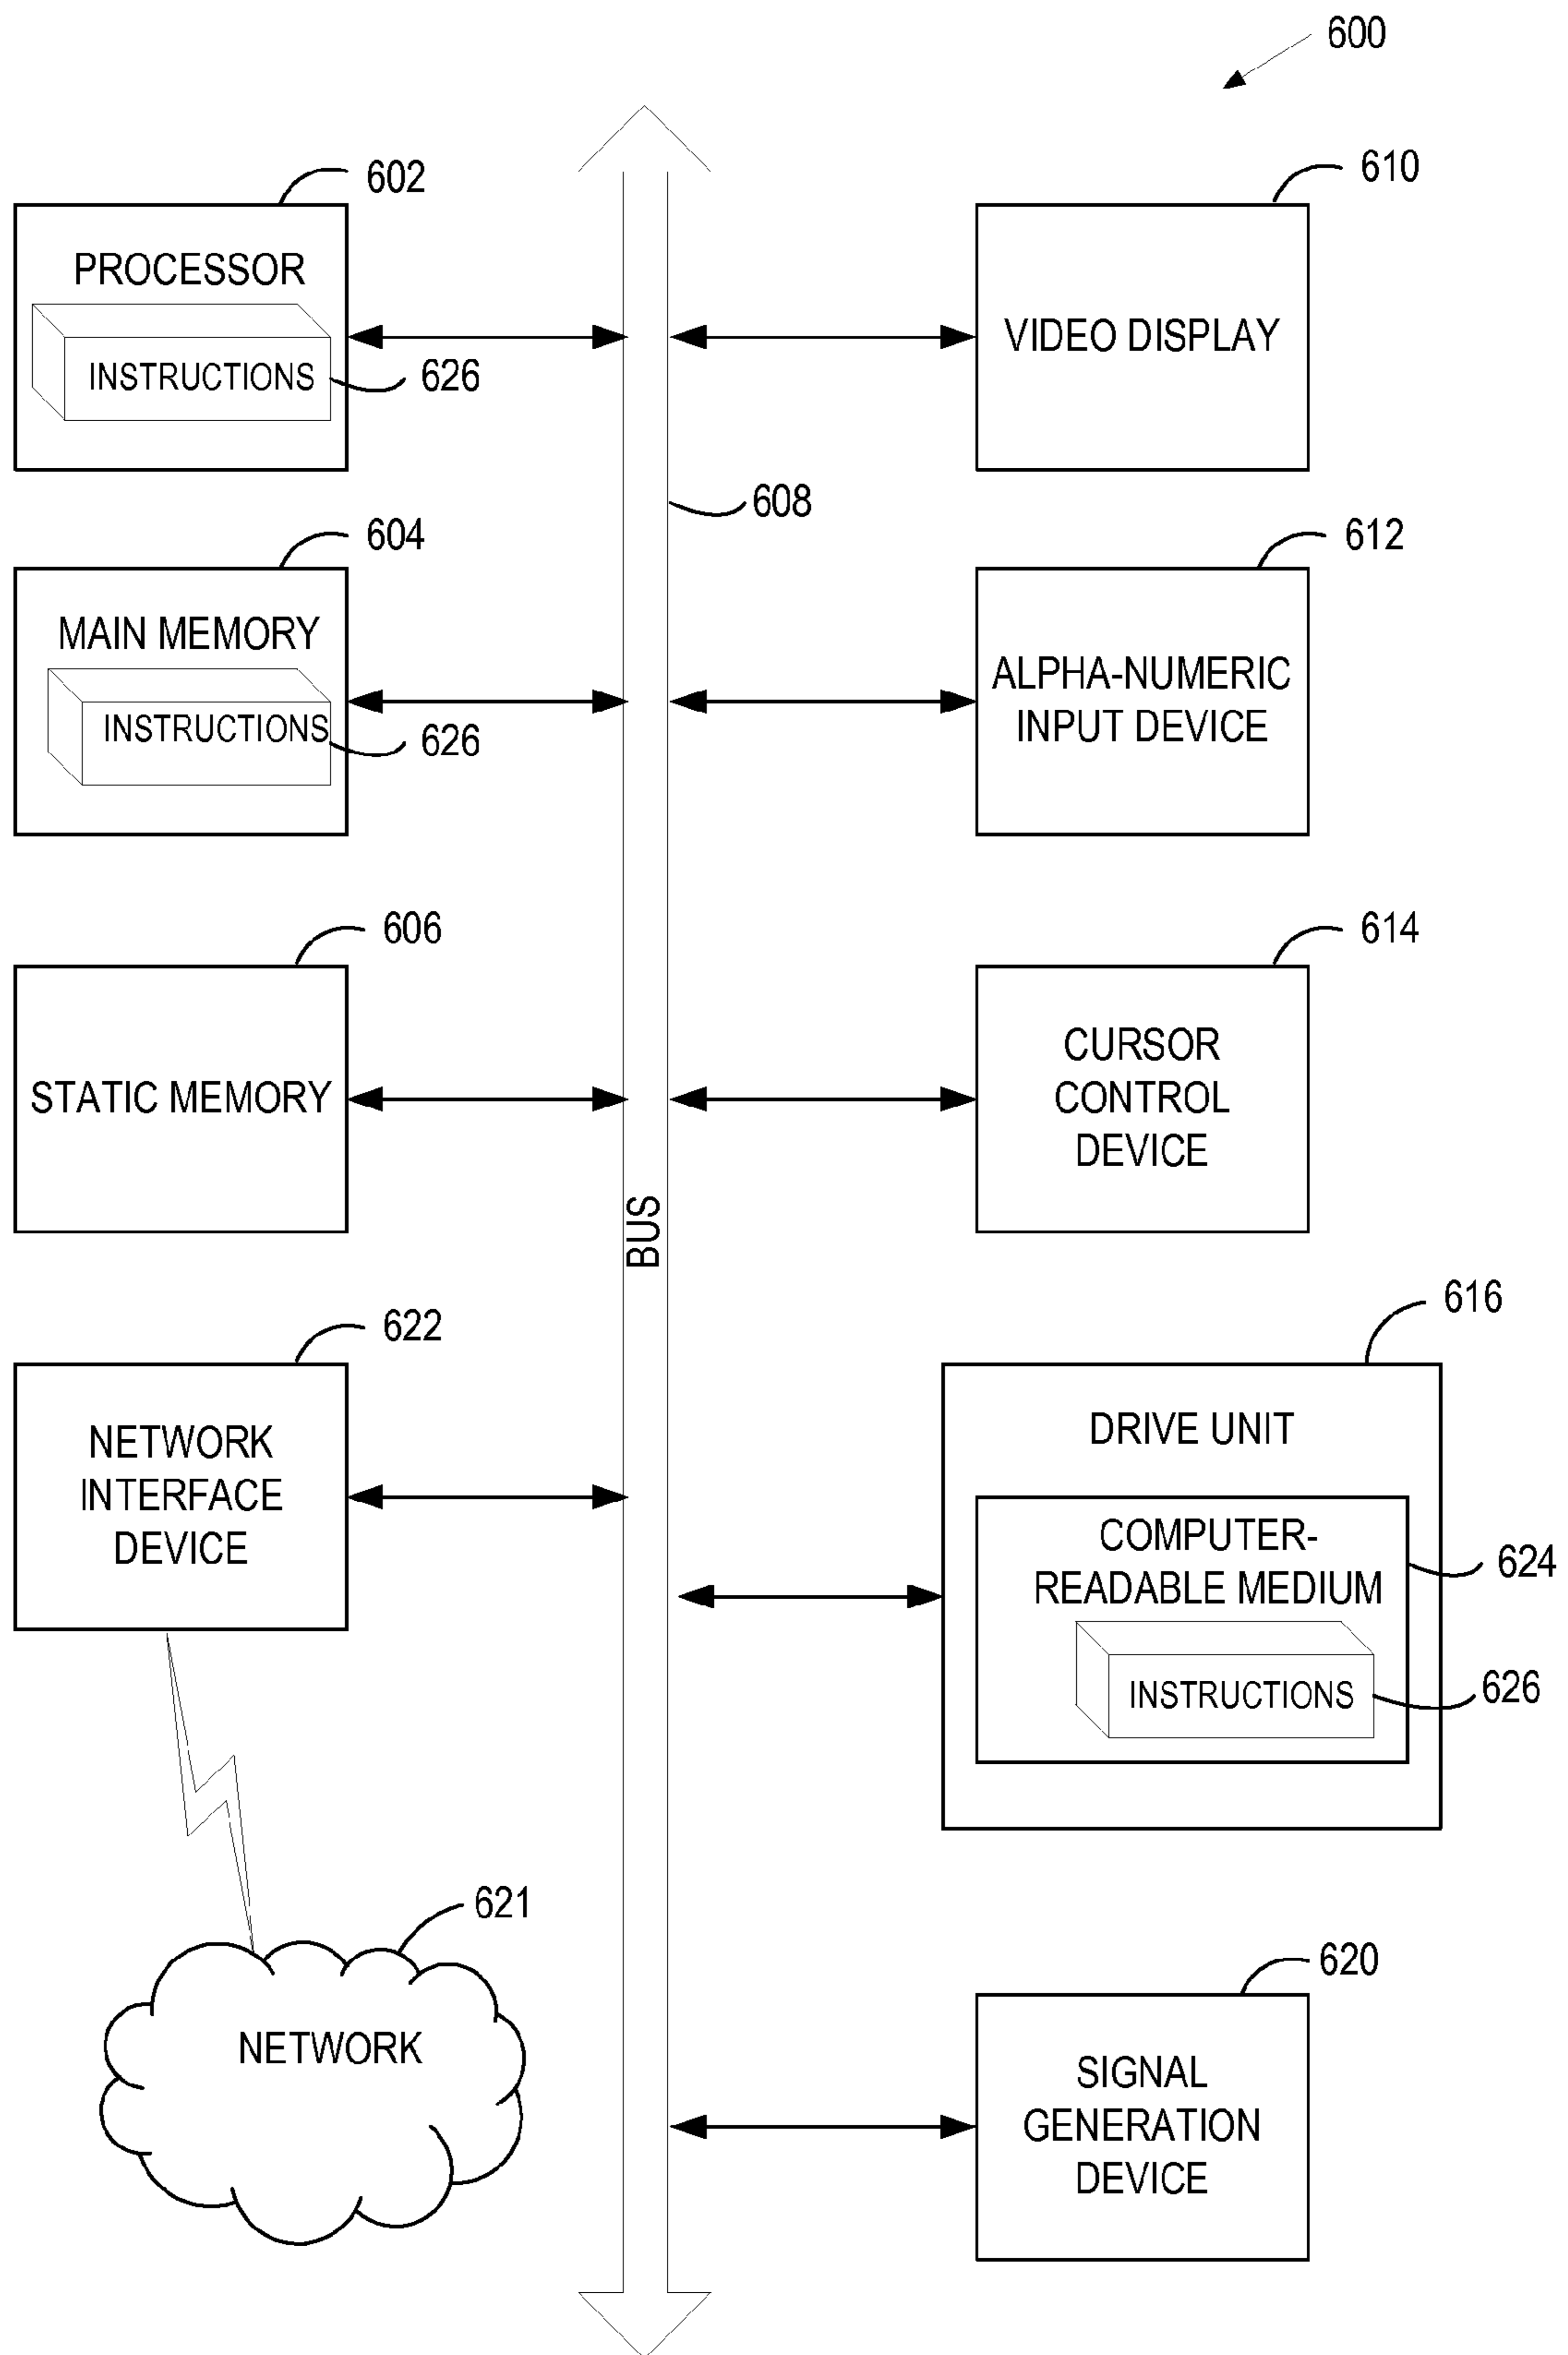 600
602
PROCESSOR
INSTRUCTIONS
626
610
VIDEO DISPLAY
608
604
MAIN MEMORY
INSTRUCTIONS
626
612
ALPHA-NUMERIC
INPUT DEVICE
606
STATIC MEMORY
614
CURSOR
CONTROL
DEVICE
BUS
622
NETWORK
INTERFACE
DEVICE
616
DRIVE UNIT
COMPUTER-
READABLE MEDIUM
624
INSTRUCTIONS
626
621
NETWORK
620
SIGNAL
GENERATION
DEVICE